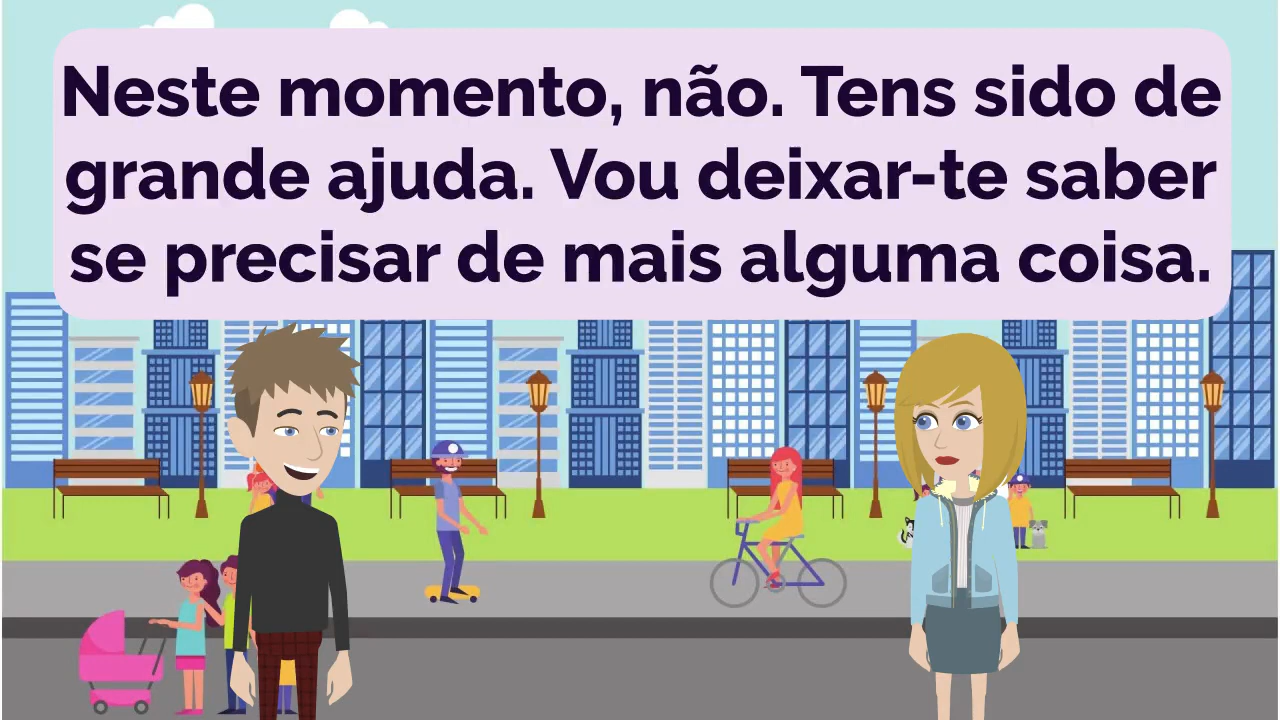 Neste momento, não. Tens sido de
grande ajuda. Vou deixar-te saber
se precisar de mais alguma coisa.